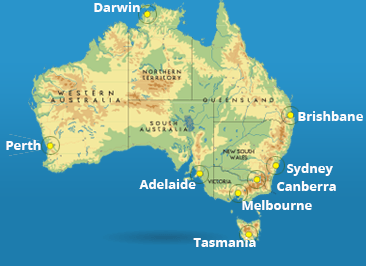 Darwin
NORTHERN
TERRITORY
WESTERN
AUSTRALIA
QUEENSLAND
SOUTH
AUSTRALIA
Brishbane
Perth
NEW SOUTH
WALES
Sydney
Adelaide
VICTORIA
Canberra
Melbourne
Tasmania